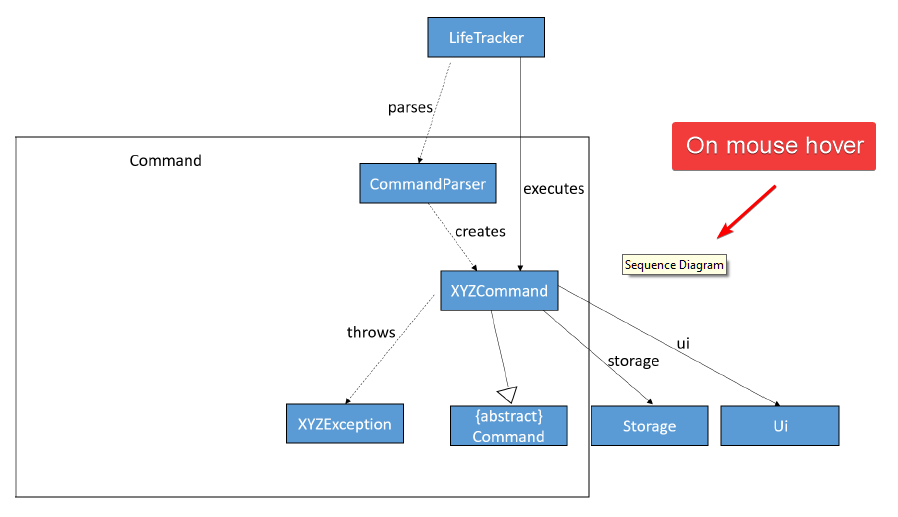 LifeTracker
parses
On mouse hover
Command
CommandParser
executes
creates
Sequence Diagram
XYZCommand
throws
ui
storage
XYZException
{abstract}
Command
Storage
Ui